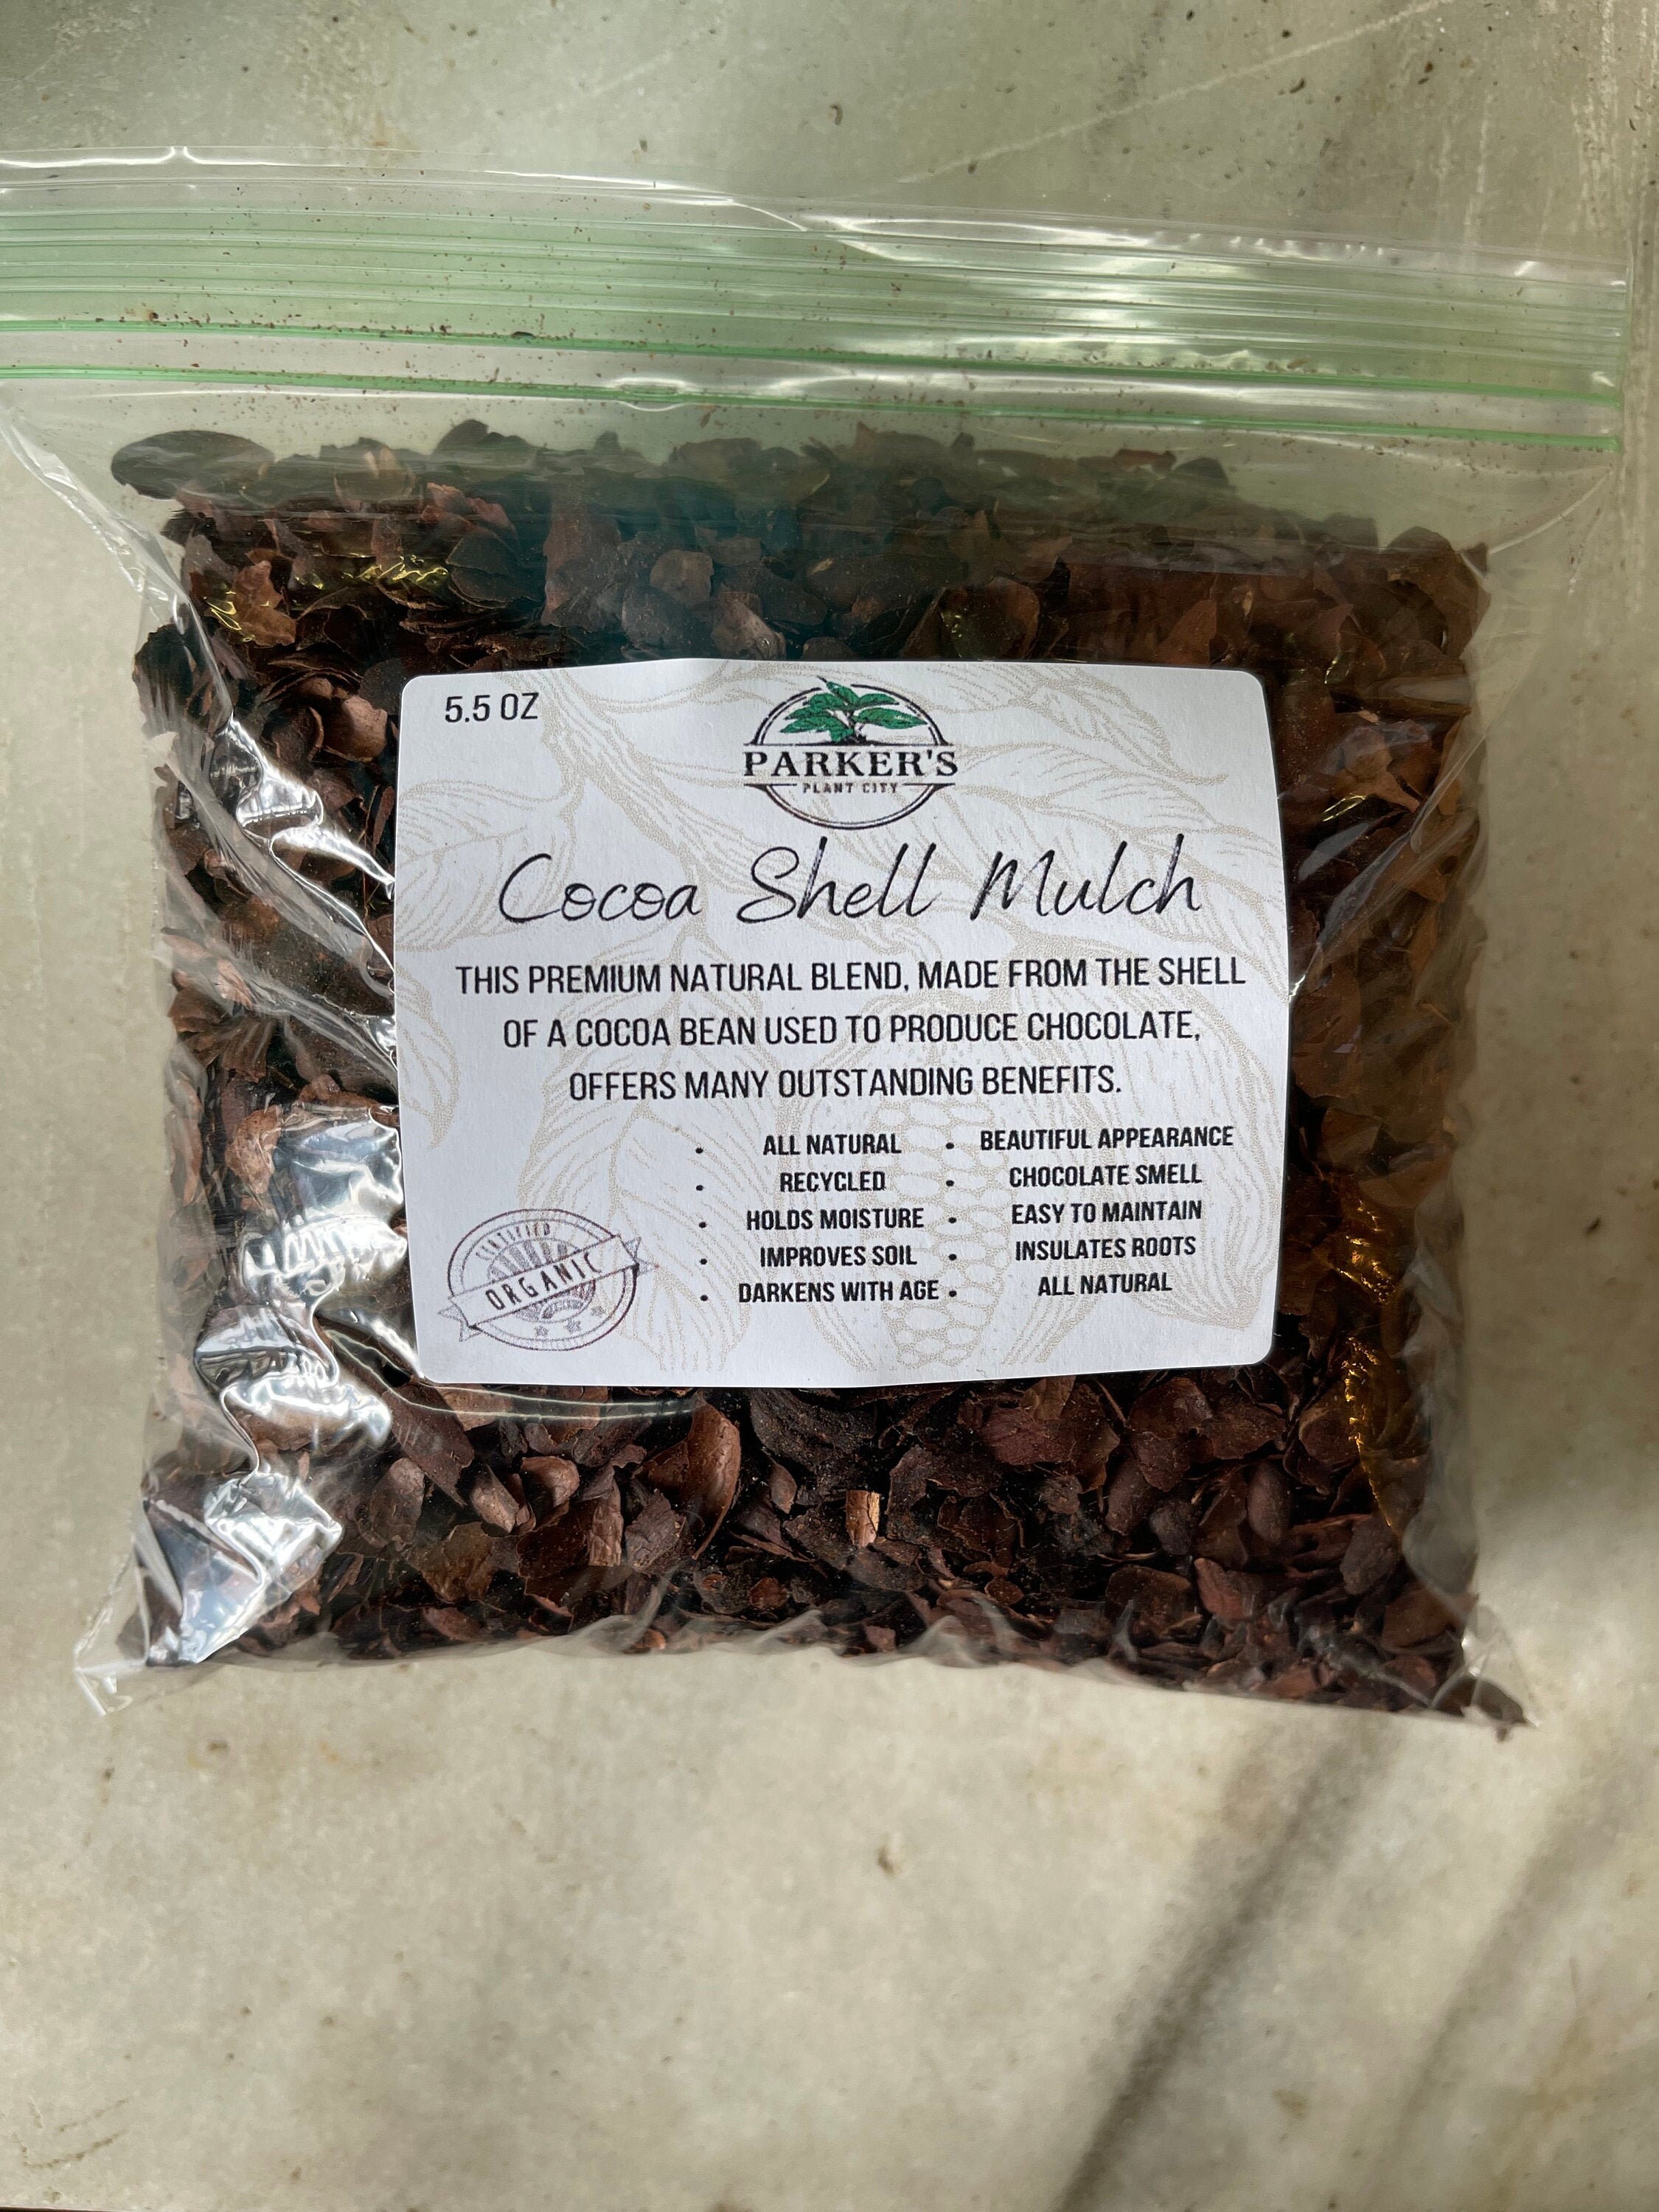 5.5 OZ
PARKER'S
PLANT CITY
Cocoa Shell Mulch
THIS PREMIUM NATURAL BLEND, MADE FROM THE SHELL
OF A COCOA BEAN USED TO PRODUCE CHOCOLATE,
OFFERS MANY OUTSTANDING BENEFITS.
• ALL NATURAL
• RECYCLED
• HOLDS MOISTURE
• IMPROVES SOIL
• DARKENS WITH AGE
• BEAUTIFUL APPEARANCE
• CHOCOLATE SMELL
• EASY TO MAINTAIN
• INSULATES ROOTS
• ALL NATURAL
CERTIFIED
ORGANIC